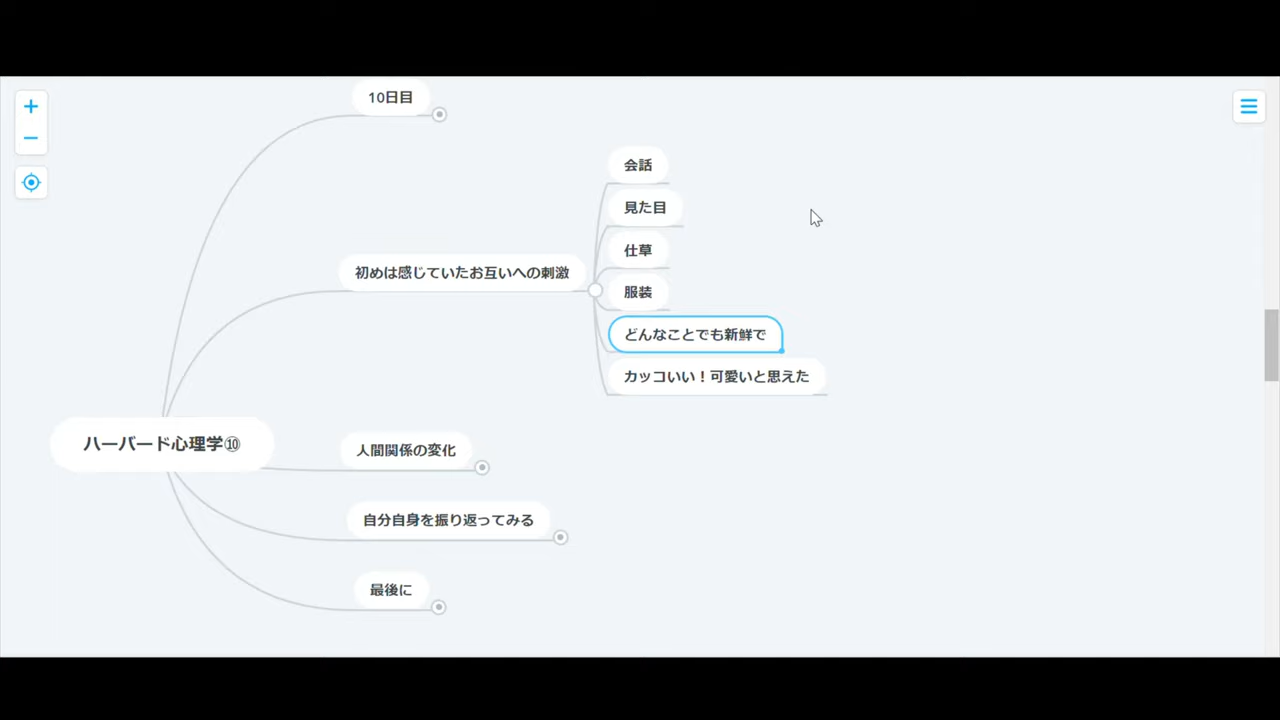 10日目
初めは感じていたお互いへの刺激
会話
見た目
仕草
服装
どんなことでも新鮮で
カッコいい！可愛いと思えた
ハーバード心理学⑩
人間関係の変化
自分自身を振り返ってみる
最後に